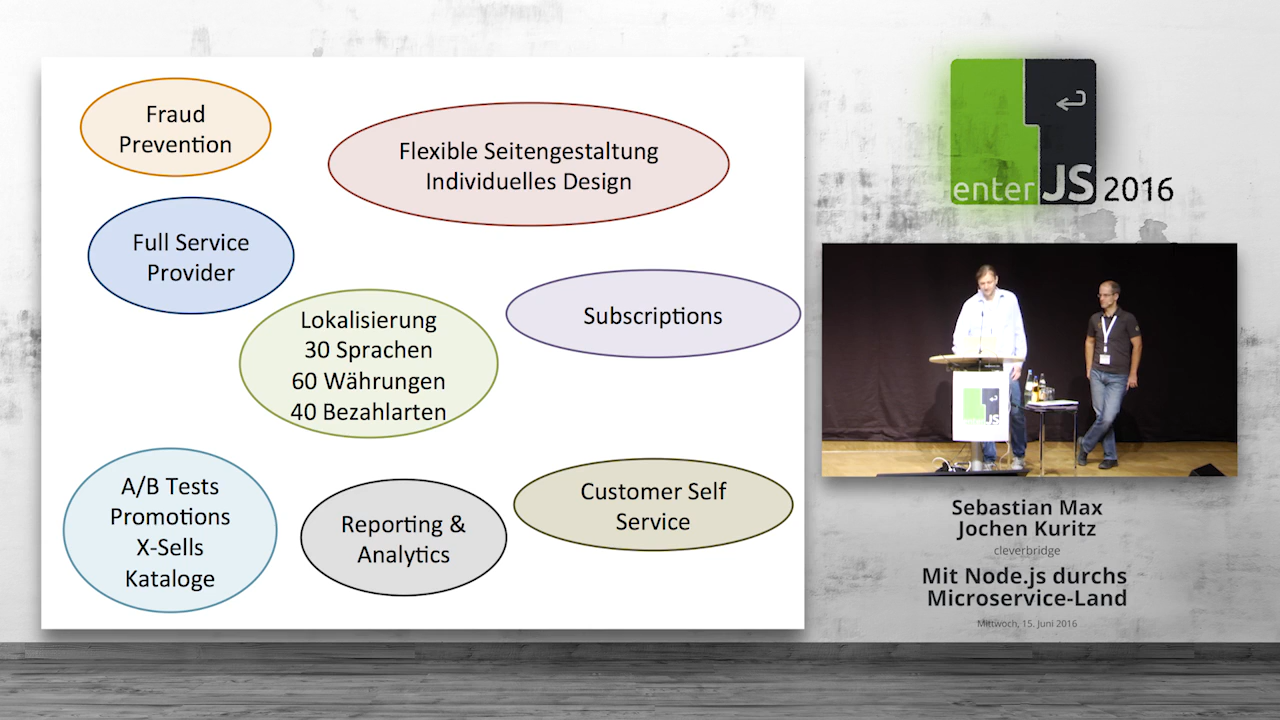 Fraud
Prevention
Flexible Seitengestaltung
Individuelles Design
Full Service
Provider
Lokalisierung
30 Sprachen
60 Währungen
40 Bezahlarten
Subscriptions
A/B Tests
Promotions
X-Sells
Kataloge
Reporting &
Analytics
Customer Self
Service
enter JS 2016
JS
Sebastian Max
Jochen Kuritz
cleverbridge
Mit Node.js durchs
Microservice-Land
Mittwoch, 15. Juni 2016